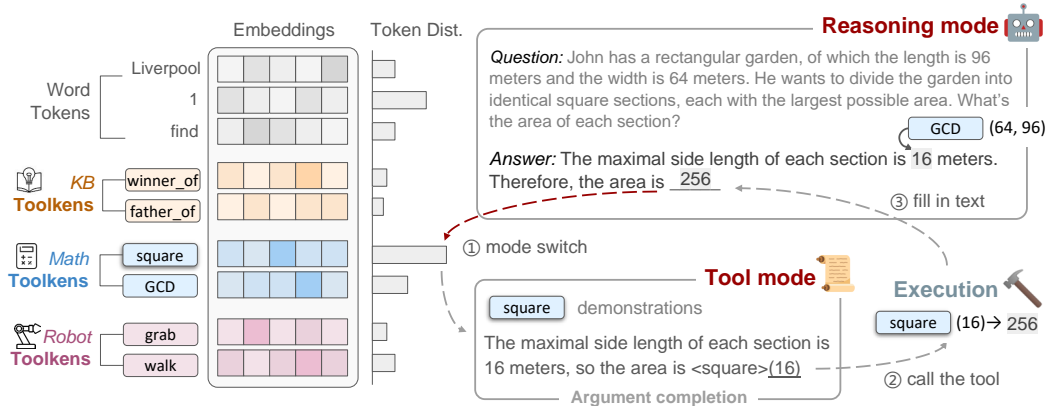 Embeddings
Token Dist.
Word
Tokens
Liverpool
1
find
KB
Toolkens
winner_of
father_of
Math
Toolkens
square
GCD
Robot
Toolkens
grab
walk
Reasoning mode
Question: John has a rectangular garden, of which the length is 96
meters and the width is 64 meters. He wants to divide the garden into
identical square sections, each with the largest possible area. What's
the area of each section?
GCD (64, 96)
Answer: The maximal side length of each section is 16 meters.
Therefore, the area is 256
① mode switch
③ fill in text
Tool mode
square demonstrations
The maximal side length of each section is
16 meters, so the area is <square>(16)
Argument completion
Execution
square (16)→ 256
② call the tool